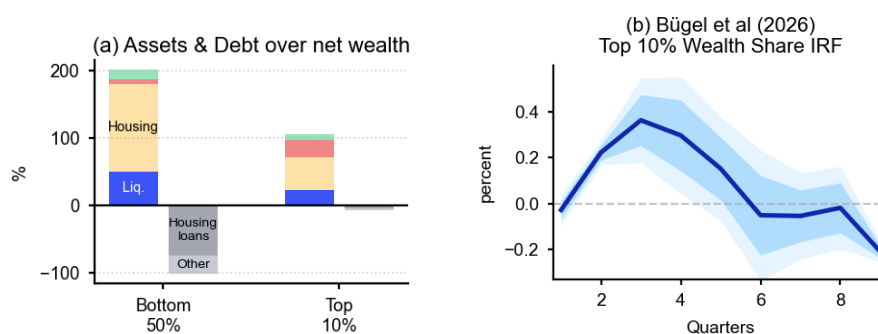 (a) Assets & Debt over net wealth
200
100
0
−100
%
Housing
Liq.
Housing
loans
Other
Bottom
50%
Top
10%
(b) Bügel et al (2026)
Top 10% Wealth Share IRF
0.4
0.2
0.0
−0.2
percent
2
4
6
8
Quarters